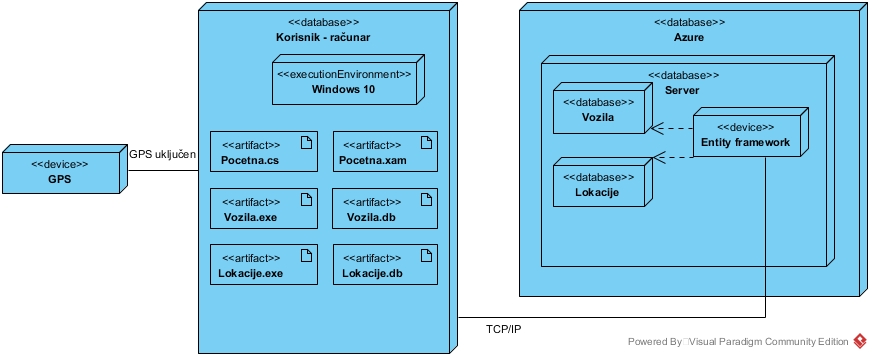 <<device>>
GPS
GPS uključen
<<database>>
Korisnik - računar
<<executionEnvironment>>
Windows 10
<<artifact>>
Pocetna.cs
<<artifact>>
Pocetna.xam
<<artifact>>
Vozila.exe
<<artifact>>
Vozila.db
<<artifact>>
Lokacije.exe
<<artifact>>
Lokacije.db
TCP/IP
<<database>>
Azure
<<database>>
Server
<<database>>
Vozila
<<device>>
Entity framework
<<database>>
Lokacije
Powered By Visual Paradigm Community Edition